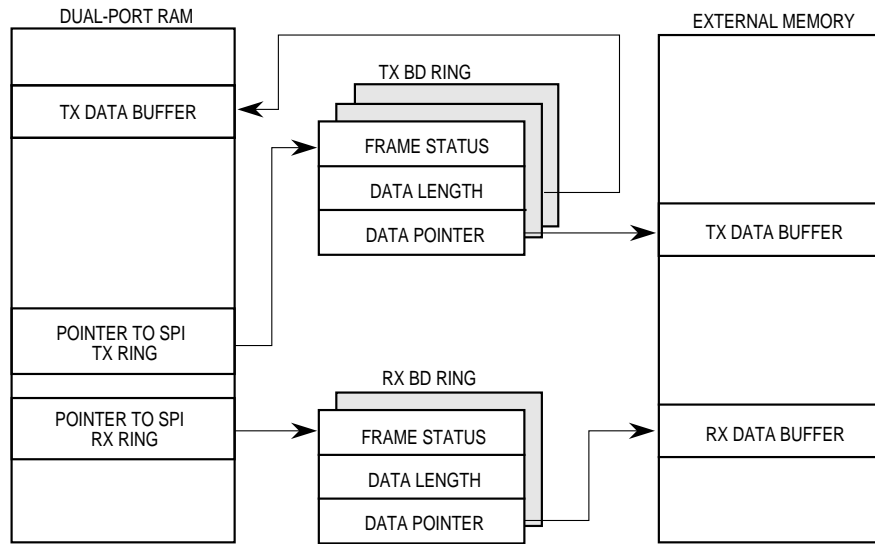 DUAL-PORT RAM
TX DATA BUFFER
POINTER TO SPI
TX RING
POINTER TO SPI
RX RING
TX BD RING
FRAME STATUS
DATA LENGTH
DATA POINTER
RX BD RING
FRAME STATUS
DATA LENGTH
DATA POINTER
EXTERNAL MEMORY
TX DATA BUFFER
RX DATA BUFFER